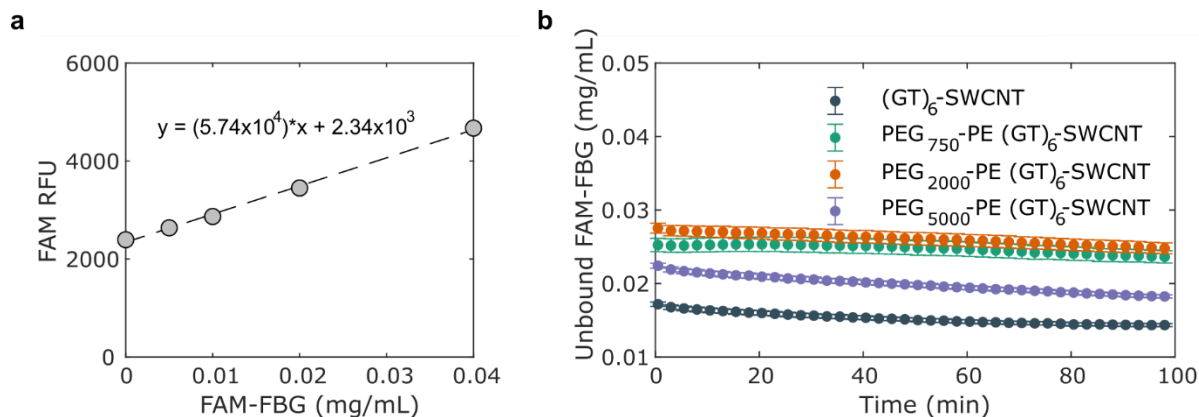 a
6000
4000
2000
0
FAM RFU
y = (5.74x10⁴)*x + 2.34x10³
0 0.01 0.02 0.03 0.04
FAM-FBG (mg/mL)
b
0.05
0.04
0.03
0.02
0.01
Unbound FAM-FBG (mg/mL)
(GT)₆-SWCNT
PEG₇₅₀-PE (GT)₆-SWCNT
PEG₂₀₀₀-PE (GT)₆-SWCNT
PEG₅₀₀₀-PE (GT)₆-SWCNT
0 20 40 60 80 100
Time (min)